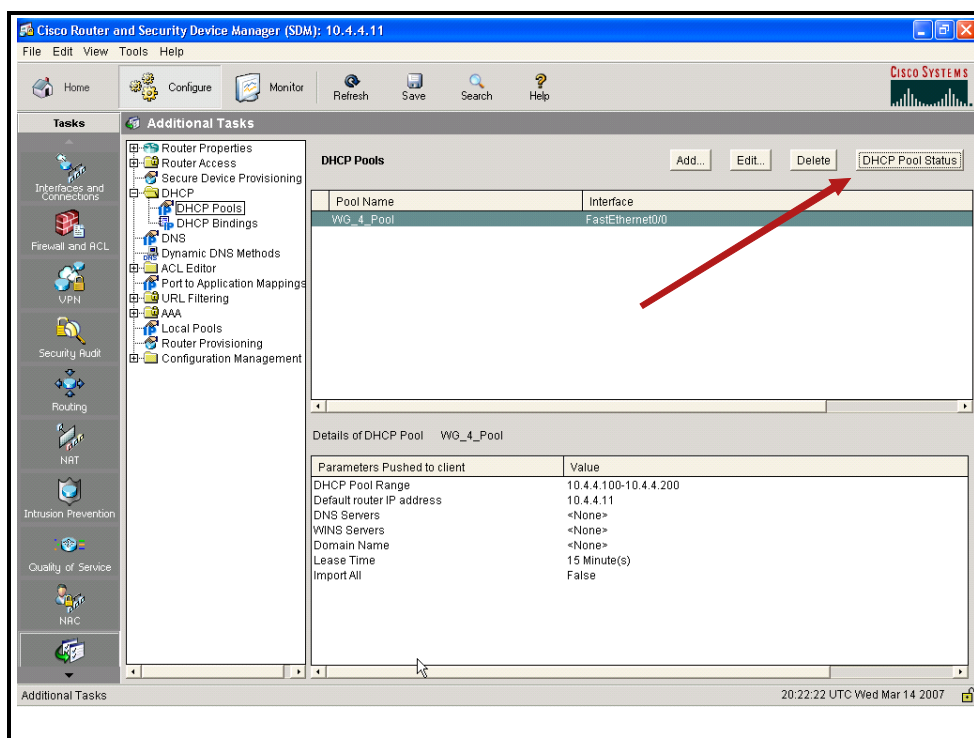 Cisco Router and Security Device Manager (SDM): 10.4.4.11
File Edit View Tools Help
Home
Configure
Monitor
Refresh
Save
Search
Help
CISCO SYSTEMS
Tasks
Additional Tasks
Interfaces and
Connections
Firewall and ACL
VPN
Security Audit
Routing
NAT
Intrusion Prevention
Quality of Service
NAC
Router Properties
Router Access
Secure Device Provisioning
DHCP
DHCP Pools
DHCP Bindings
DNS
Dynamic DNS Methods
ACL Editor
Port to Application Mappings
URL Filtering
AAA
Local Pools
Router Provisioning
Configuration Management
DHCP Pools
Add...
Edit...
Delete
DHCP Pool Status
Pool Name Interface
WG_4_Pool FastEthernet0/0
Details of DHCP Pool WG_4_Pool
Parameters Pushed to client Value
DHCP Pool Range 10.4.4.100-10.4.4.200
Default router IP address 10.4.4.11
DNS Servers <None>
WINS Servers <None>
Domain Name <None>
Lease Time 15 Minute(s)
Import All False
Additional Tasks
20:22:22 UTC Wed Mar 14 2007